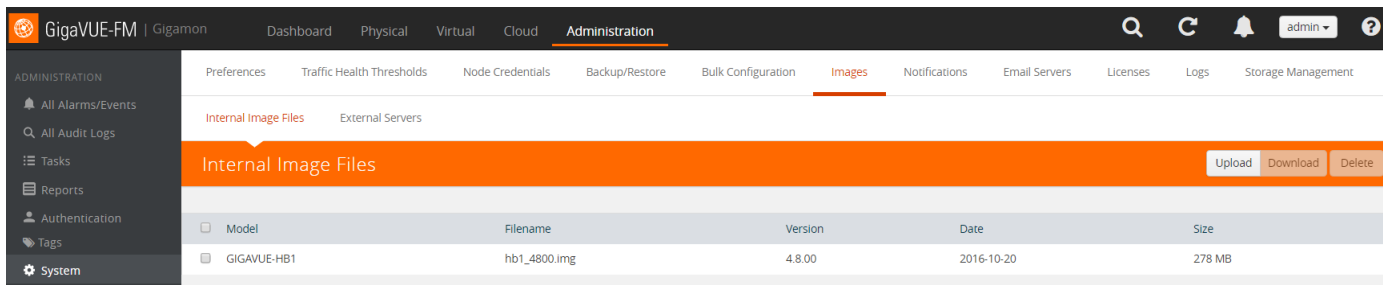 GigaVUE-FM | Gigamon Dashboard Physical Virtual Cloud Administration admin ?
ADMINISTRATION
All Alarms/Events
All Audit Logs
Tasks
Reports
Authentication
Tags
System
Preferences Traffic Health Thresholds Node Credentials Backup/Restore Bulk Configuration Images Notifications Email Servers Licenses Logs Storage Management
Internal Image Files External Servers
Internal Image Files Upload Download Delete
Model Filename Version Date Size
GIGAVUE-HB1 hb1_4800.img 4.8.00 2016-10-20 278 MB